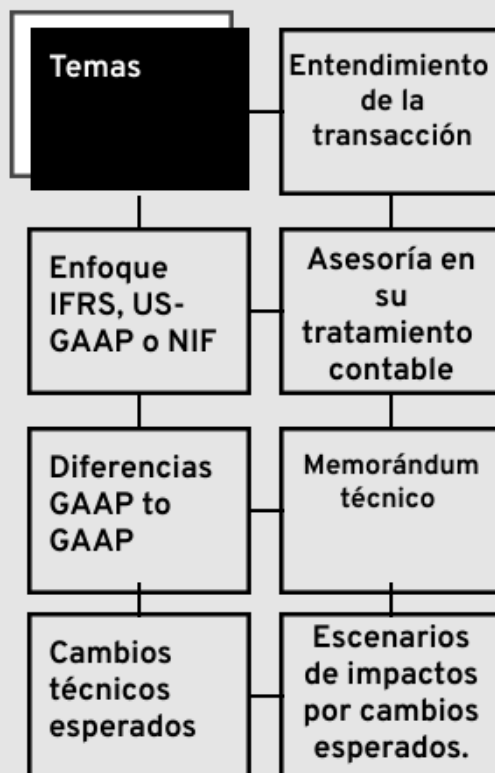 Temas
Entendimiento
de la
transacción
Enfoque
IFRS, US-
GAAP o NIF
Asesoría en
su
tratamiento
contable
Diferencias
GAAP to
GAAP
Memorándum
técnico
Cambios
técnicos
esperados
Escenarios
de impactos
por cambios
esperados.